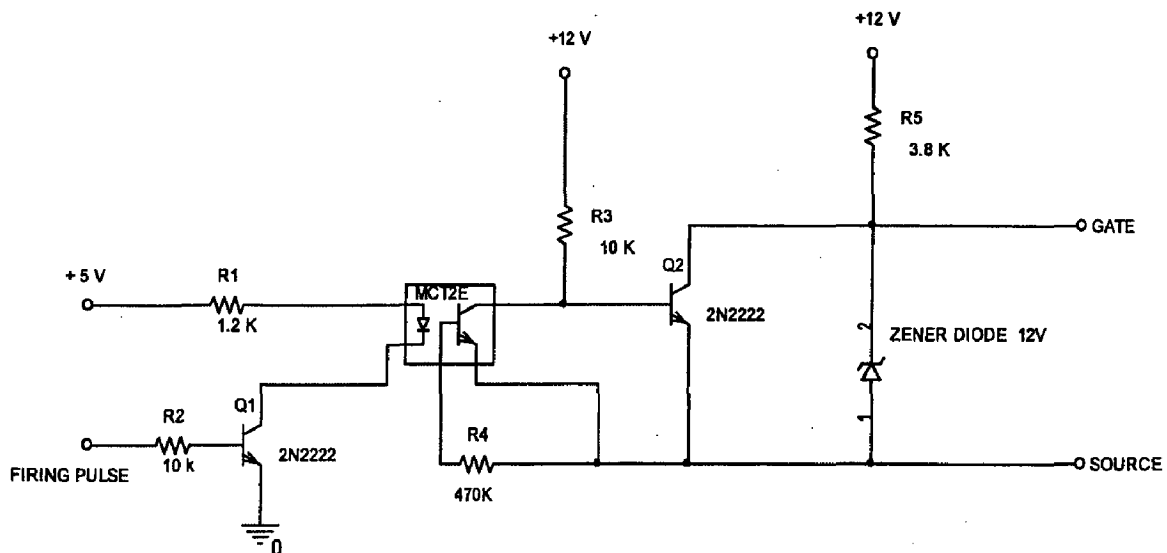 +12 V
+12 V
R5
3.8 K
R3
10 K
GATE
Q2
+ 5 V
R1
MCT2E
1.2 K
2N2222
2
ZENER DIODE 12V
Q1
R2
R4
1
10 k
2N2222
SOURCE
FIRING PULSE
470K
0